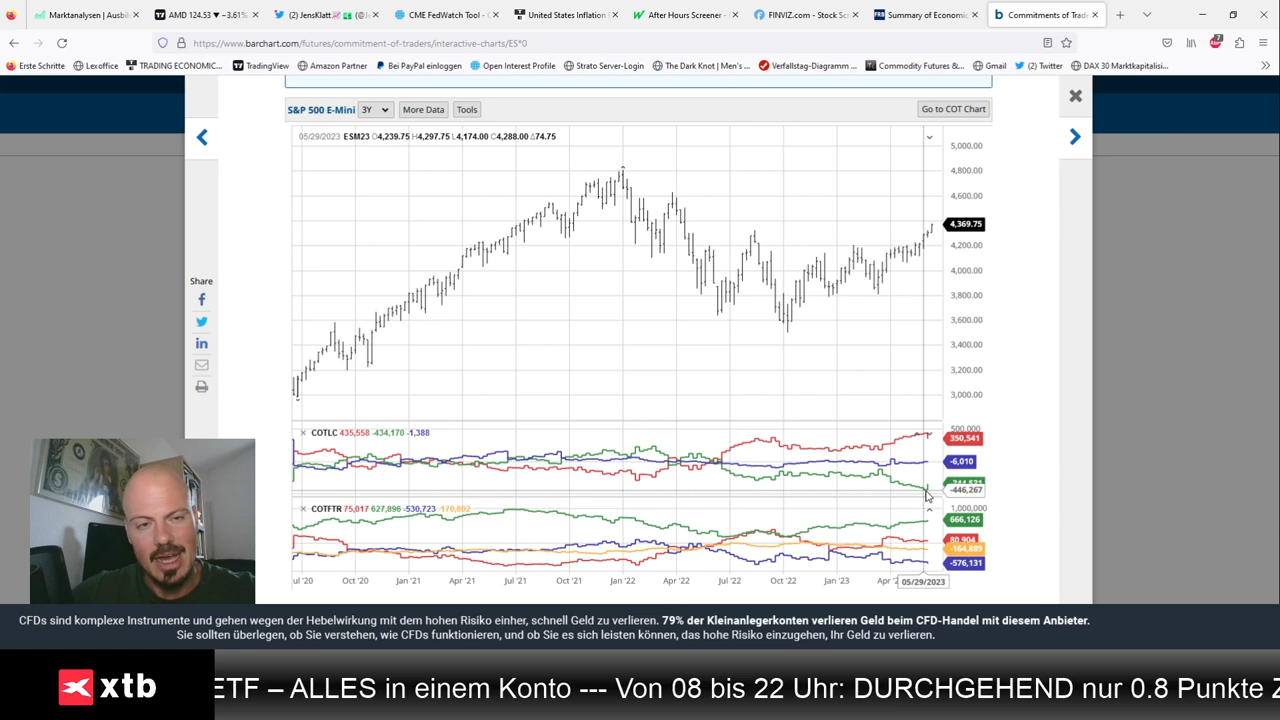 Marktanalysen | Ausbil
AMD 124.53 ▼ −3.61%
(2) JensKlatt
CME FedWatch Tool - C
United States Inflation
After Hours Screener -
FINVIZ.com - Stock Scr
Summary of Economic
Commitments of Trade
https://www.barchart.com/futures/commitment-of-traders/interactive-charts/ES*0
7
Erste Schritte
Lexoffice
TRADING ECONOMIC...
TradingView
Amazon Partner
Bei PayPal einloggen
Open Interest Profile
Strato Server-Login
The Dark Knot | Men's ...
Verfallstag-Diagramm ...
Commodity Futures &...
Gmail
(2) Twitter
DAX 30 Marktkapitalisi...
S&P 500 E-Mini 3Y More Data Tools
Go to COT Chart
05/29/2023 ESM23 O4,239.75 H4,297.75 L4,174.00 C4,288.00 Δ74.75
5,000.00
4,800.00
4,600.00
4,369.75
4,200.00
4,000.00
3,800.00
3,600.00
3,400.00
3,200.00
3,000.00
Share
COTLC 435,558 -434,170 -1,388
500,000
350,541
-6,010
-446,267
COTFTR 75,017 627,896 -530,723 -170,802
1,000,000
666,126
80,904
-164,889
-576,131
ul '20 Oct '20 Jan '21 Apr '21 Jul '21 Oct '21 Jan '22 Apr '22 Jul '22 Oct '22 Jan '23 Apr '2 05/29/2023
CFDs sind komplexe Instrumente und gehen wegen der Hebelwirkung mit dem hohen Risiko einher, schnell Geld zu verlieren. 79% der Kleinanlegerkonten verlieren Geld beim CFD-Handel mit diesem Anbieter.
Sie sollten überlegen, ob Sie verstehen, wie CFDs funktionieren, und ob Sie es sich leisten können, das hohe Risiko einzugehen, Ihr Geld zu verlieren.
xtb
ETF – ALLES in einem Konto --- Von 08 bis 22 Uhr: DURCHGEHEND nur 0.8 Punkte Z